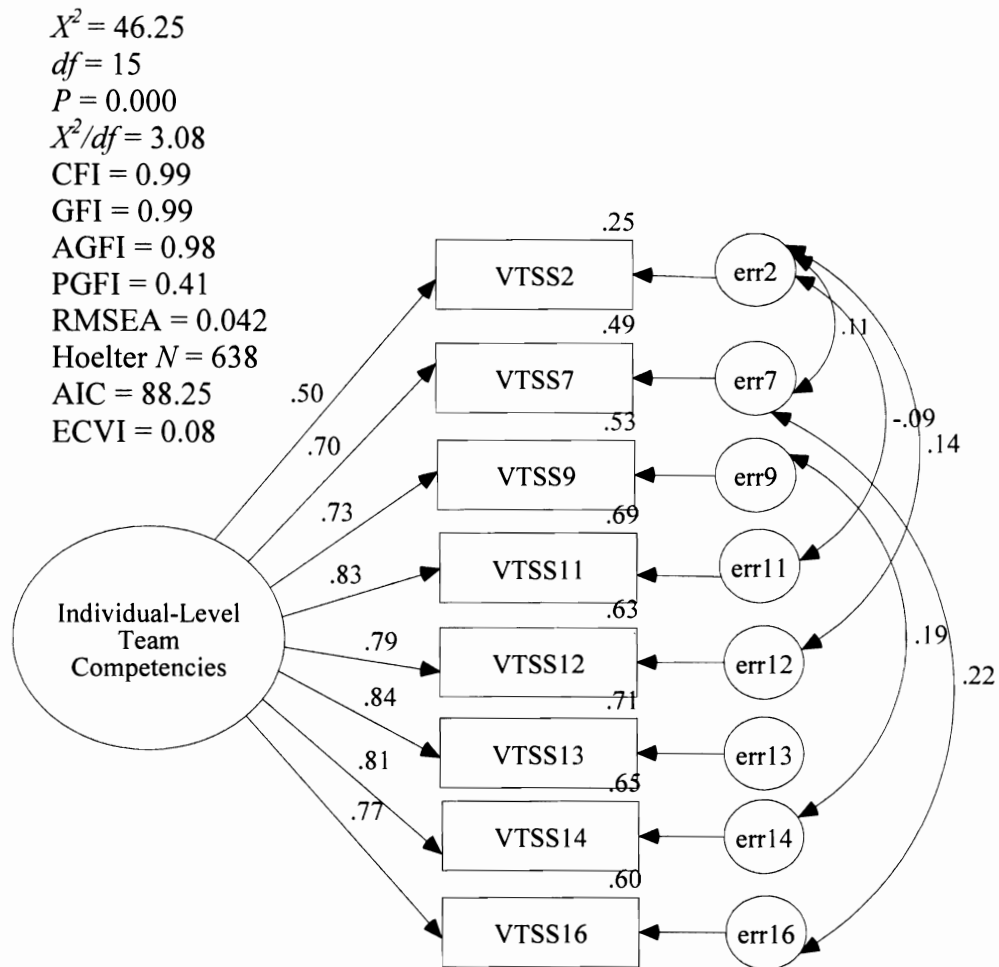 X² = 46.25
df = 15
P = 0.000
X²/df = 3.08
CFI = 0.99
GFI = 0.99
AGFI = 0.98
PGFI = 0.41
RMSEA = 0.042
Hoelter N = 638
AIC = 88.25
ECVI = 0.08
.25
VTSS2
err2
.50
.11
.49
VTSS7
err7
.70
-.09
.14
.53
VTSS9
err9
.73
.69
VTSS11
err11
.83
.63
VTSS12
err12
.79
.19
.22
Individual-Level
Team
Competencies
.71
VTSS13
err13
.84
.65
VTSS14
err14
.81
.60
VTSS16
err16
.77